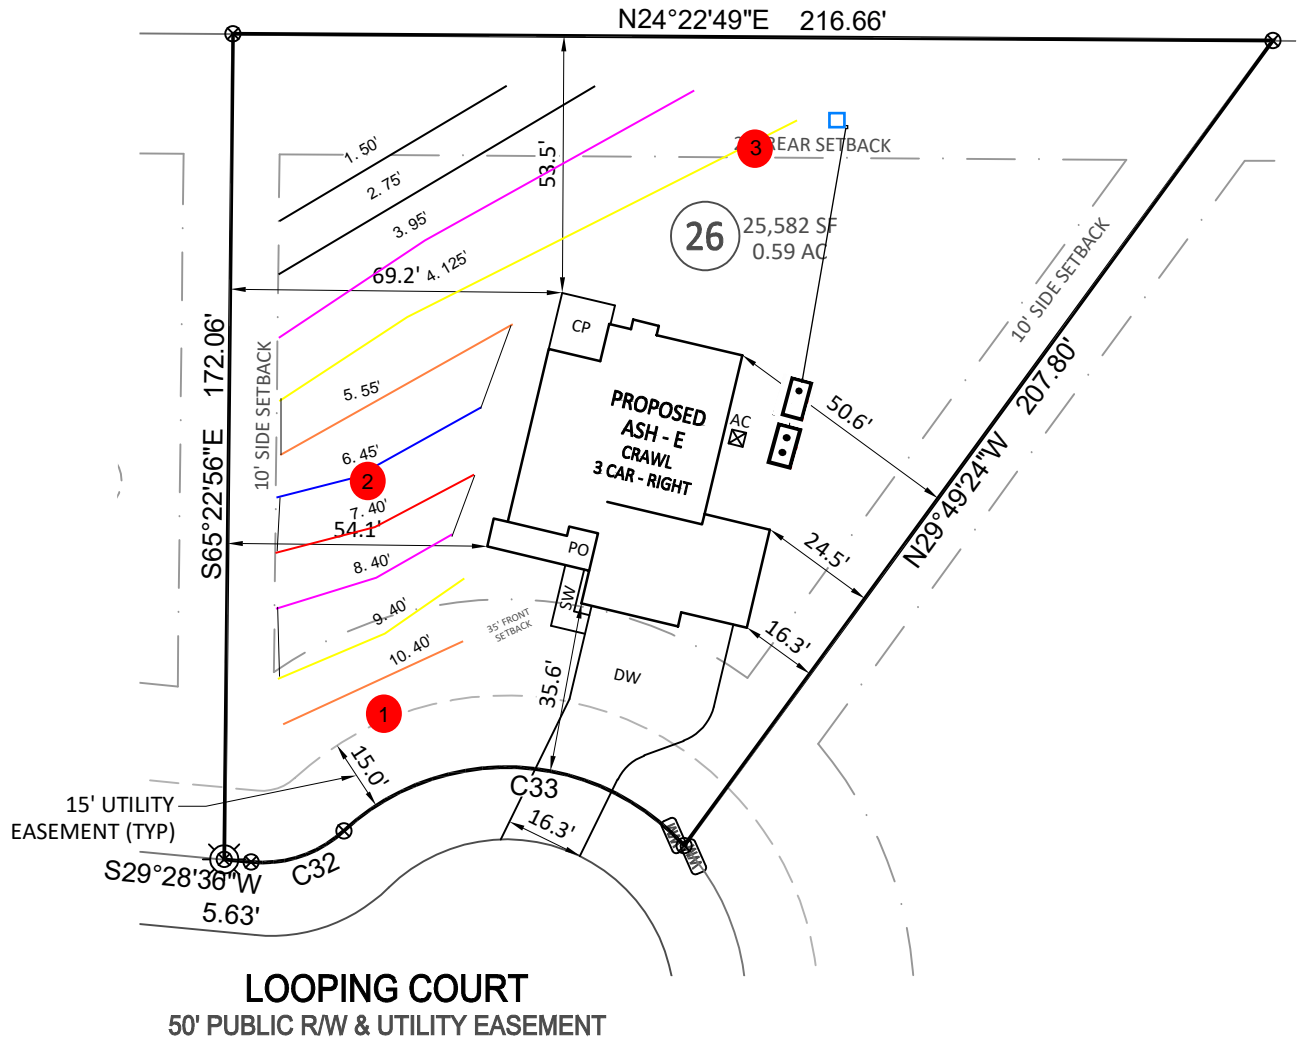 N24°22'49"E 216.66'
1. 50'
2. 75'
3. 95'
4. 125'
53.5'
3
REAR SETBACK
26
25,582 SF
0.59 AC
69.2'
10' SIDE SETBACK
S65°22'56"E 172.06'
10' SIDE SETBACK
N29°49'24"W 207.80'
CP
5. 55'
6. 45'
2
7. 40'
54.1'
8. 40'
9. 40'
10. 40'
1
PROPOSED
ASH - E
CRAWL
3 CAR - RIGHT
AC
50.6'
24.5'
16.3'
PO
SW
35' FRONT
SETBACK
35.6'
DW
15.0'
15' UTILITY
EASEMENT (TYP)
C33
16.3'
C32
S29°28'36"W
5.63'
LOOPING COURT
50' PUBLIC R/W & UTILITY EASEMENT